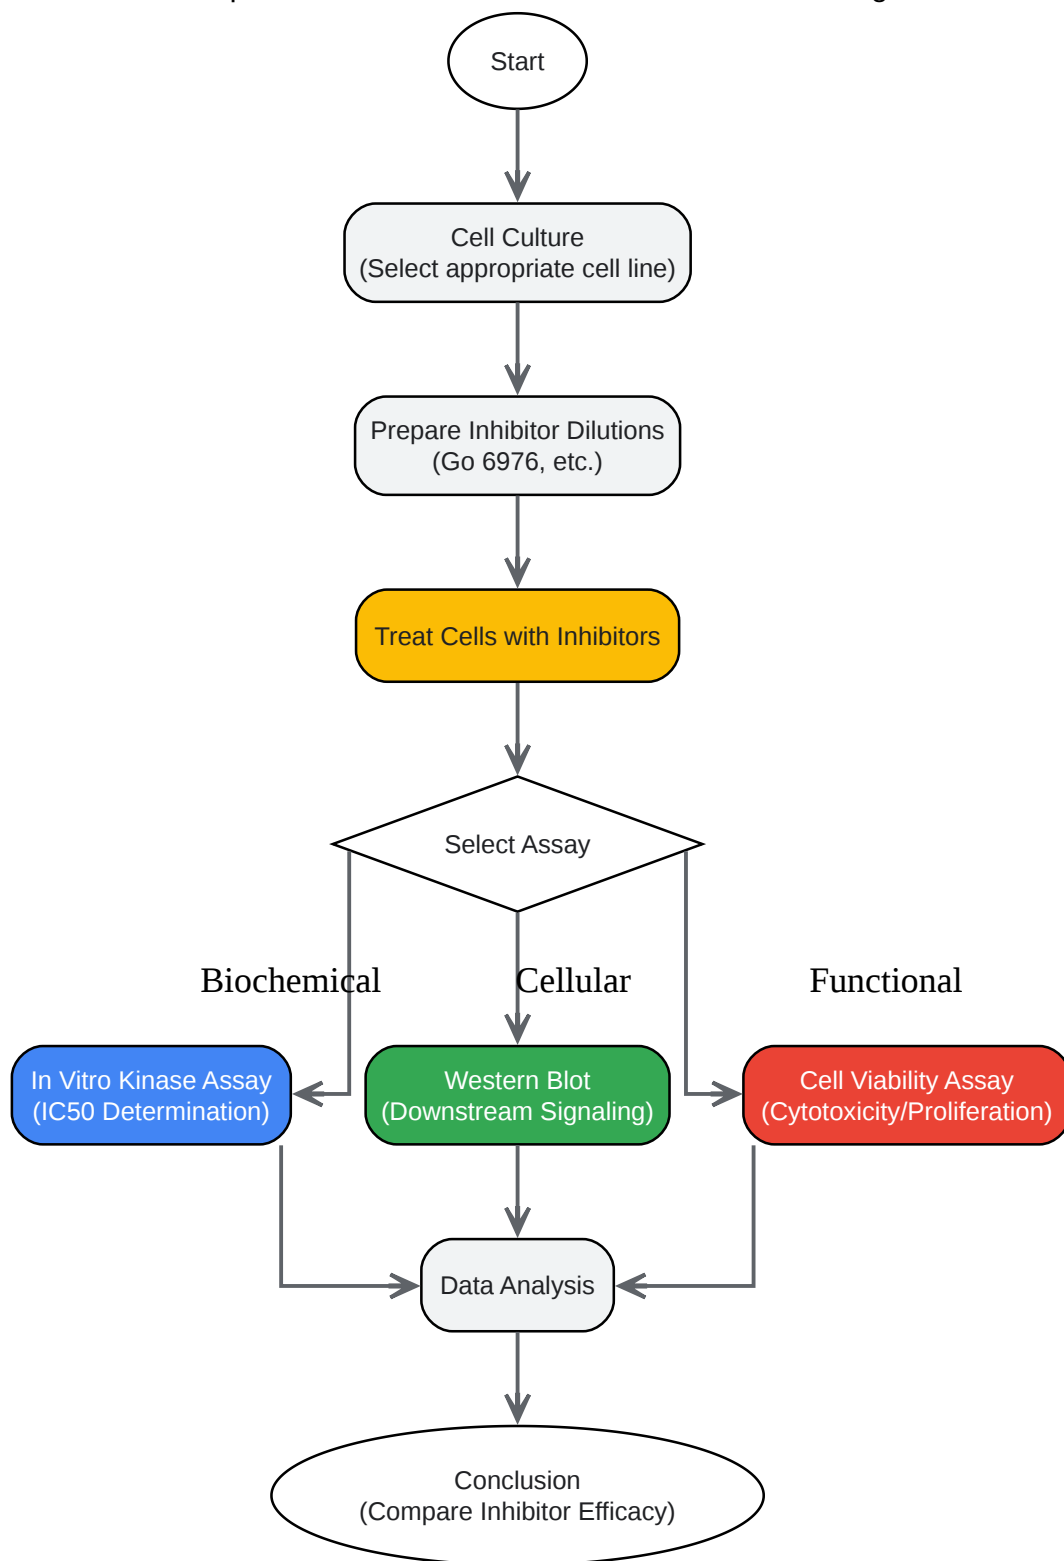 Start
Cell Culture
(Select appropriate cell line)
Prepare Inhibitor Dilutions
(Go 6976, etc.)
Treat Cells with Inhibitors
Select Assay
Biochemical
Cellular
Functional
In Vitro Kinase Assay
(IC50 Determination)
Western Blot
(Downstream Signaling)
Cell Viability Assay
(Cytotoxicity/Proliferation)
Data Analysis
Conclusion
(Compare Inhibitor Efficacy)